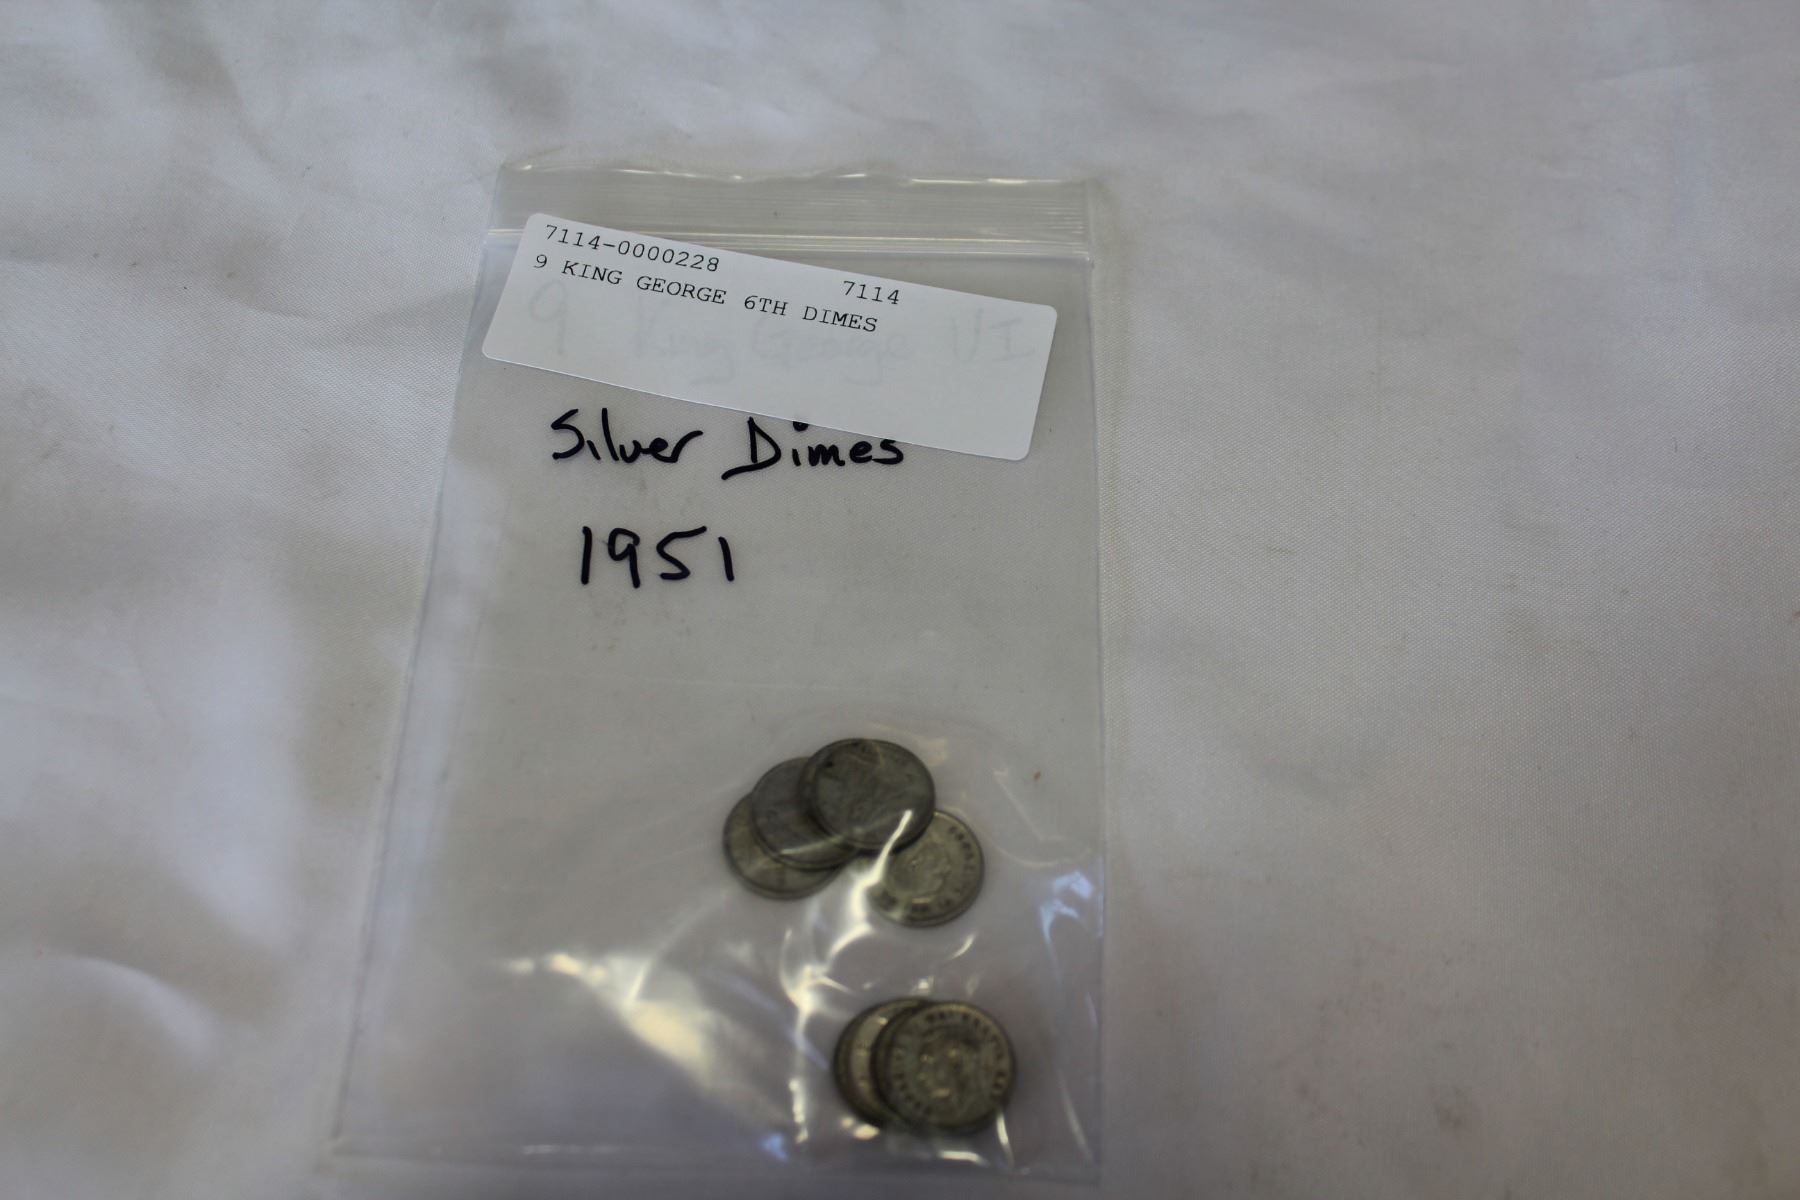 7114-0000228 7114
9 KING GEORGE 6TH DIMES
9 King George VI
Silver Dimes
1951